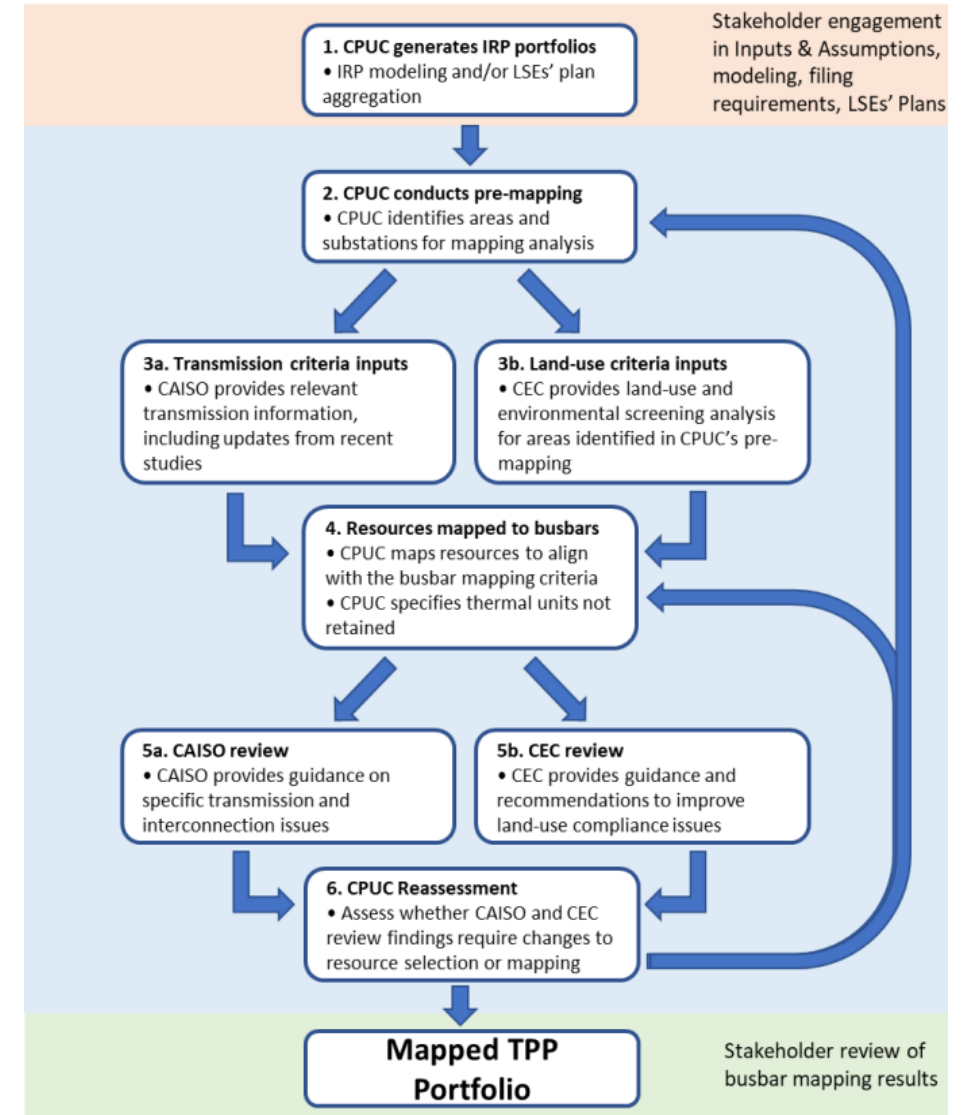 Stakeholder engagement
in Inputs & Assumptions,
modeling, filing
requirements, LSEs' Plans
1. CPUC generates IRP portfolios
• IRP modeling and/or LSEs' plan
aggregation
2. CPUC conducts pre-mapping
• CPUC identifies areas and
substations for mapping analysis
3a. Transmission criteria inputs
• CAISO provides relevant
transmission information,
including updates from recent
studies
3b. Land-use criteria inputs
• CEC provides land-use and
environmental screening analysis
for areas identified in CPUC's pre-
mapping
4. Resources mapped to busbars
• CPUC maps resources to align
with the busbar mapping criteria
• CPUC specifies thermal units not
retained
5a. CAISO review
• CAISO provides guidance on
specific transmission and
interconnection issues
5b. CEC review
• CEC provides guidance and
recommendations to improve
land-use compliance issues
6. CPUC Reassessment
• Assess whether CAISO and CEC
review findings require changes to
resource selection or mapping
Mapped TPP
Portfolio
Stakeholder review of
busbar mapping results